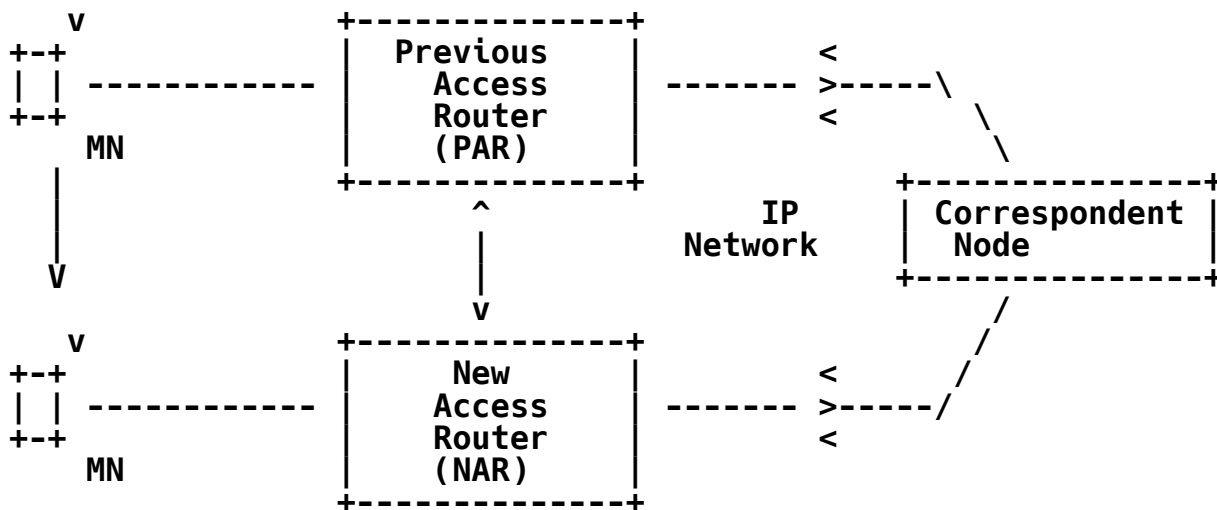 Previous
Access
Router
(PAR)
MN
IP
Network
Correspondent
Node
New
Access
Router
(NAR)
MN